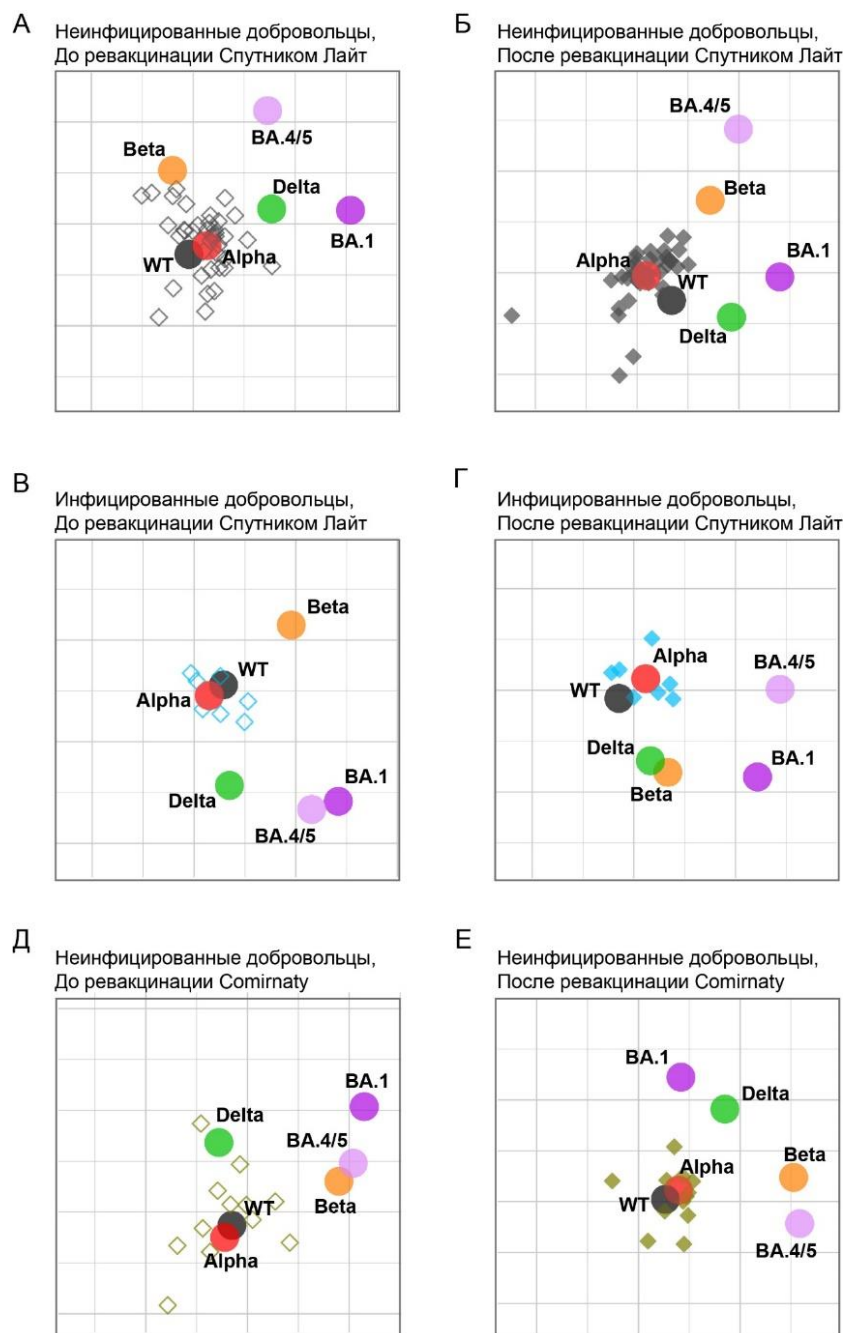 А
Неинфицированные добровольцы,
До ревакцинации Спутником Лайт
BA.4/5
Beta
Delta
BA.1
Alpha
WT
Б
Неинфицированные добровольцы,
После ревакцинации Спутником Лайт
BA.4/5
Beta
BA.1
Alpha
WT
Delta
В
Инфицированные добровольцы,
До ревакцинации Спутником Лайт
Beta
WT
Alpha
BA.1
Delta
BA.4/5
Г
Инфицированные добровольцы,
После ревакцинации Спутником Лайт
Alpha
BA.4/5
WT
Delta
BA.1
Beta
Д
Неинфицированные добровольцы,
До ревакцинации Comirnaty
BA.1
Delta
BA.4/5
Beta
WT
Alpha
Е
Неинфицированные добровольцы,
После ревакцинации Comirnaty
BA.1
Delta
Beta
Alpha
WT
BA.4/5